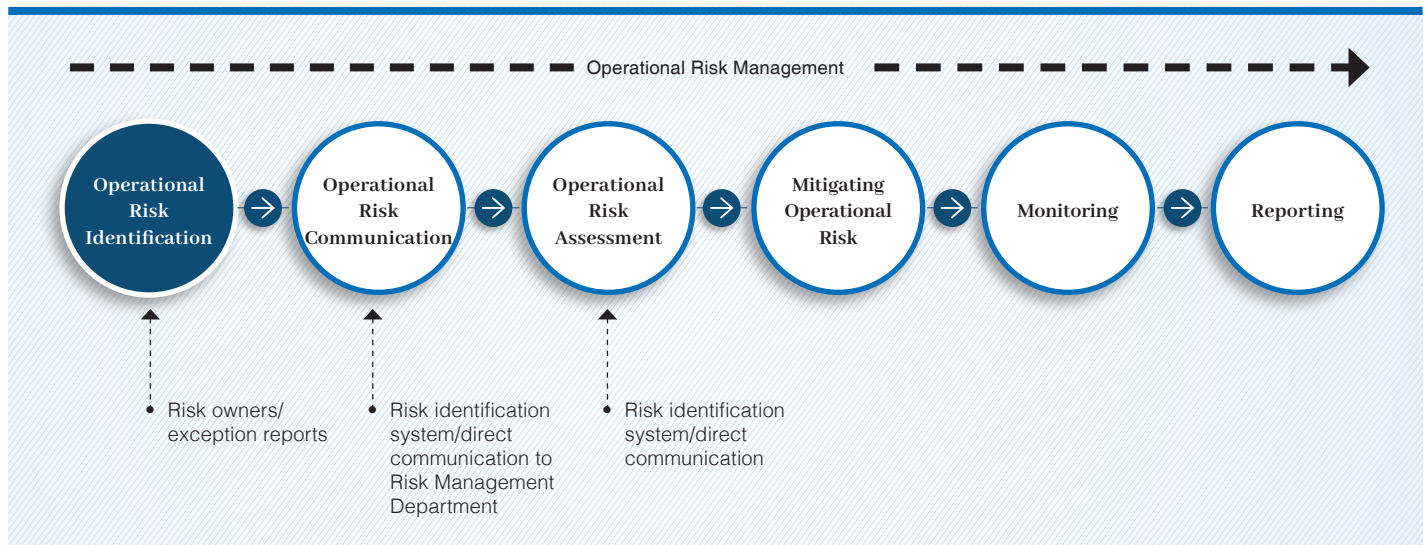 Operational Risk Management
Operational
Risk
Identification
Operational
Risk
Communication
Operational
Risk
Assessment
Mitigating
Operational
Risk
Monitoring
Reporting
Risk owners/
exception reports
Risk identification
system/direct
communication to
Risk Management
Department
Risk identification
system/direct
communication